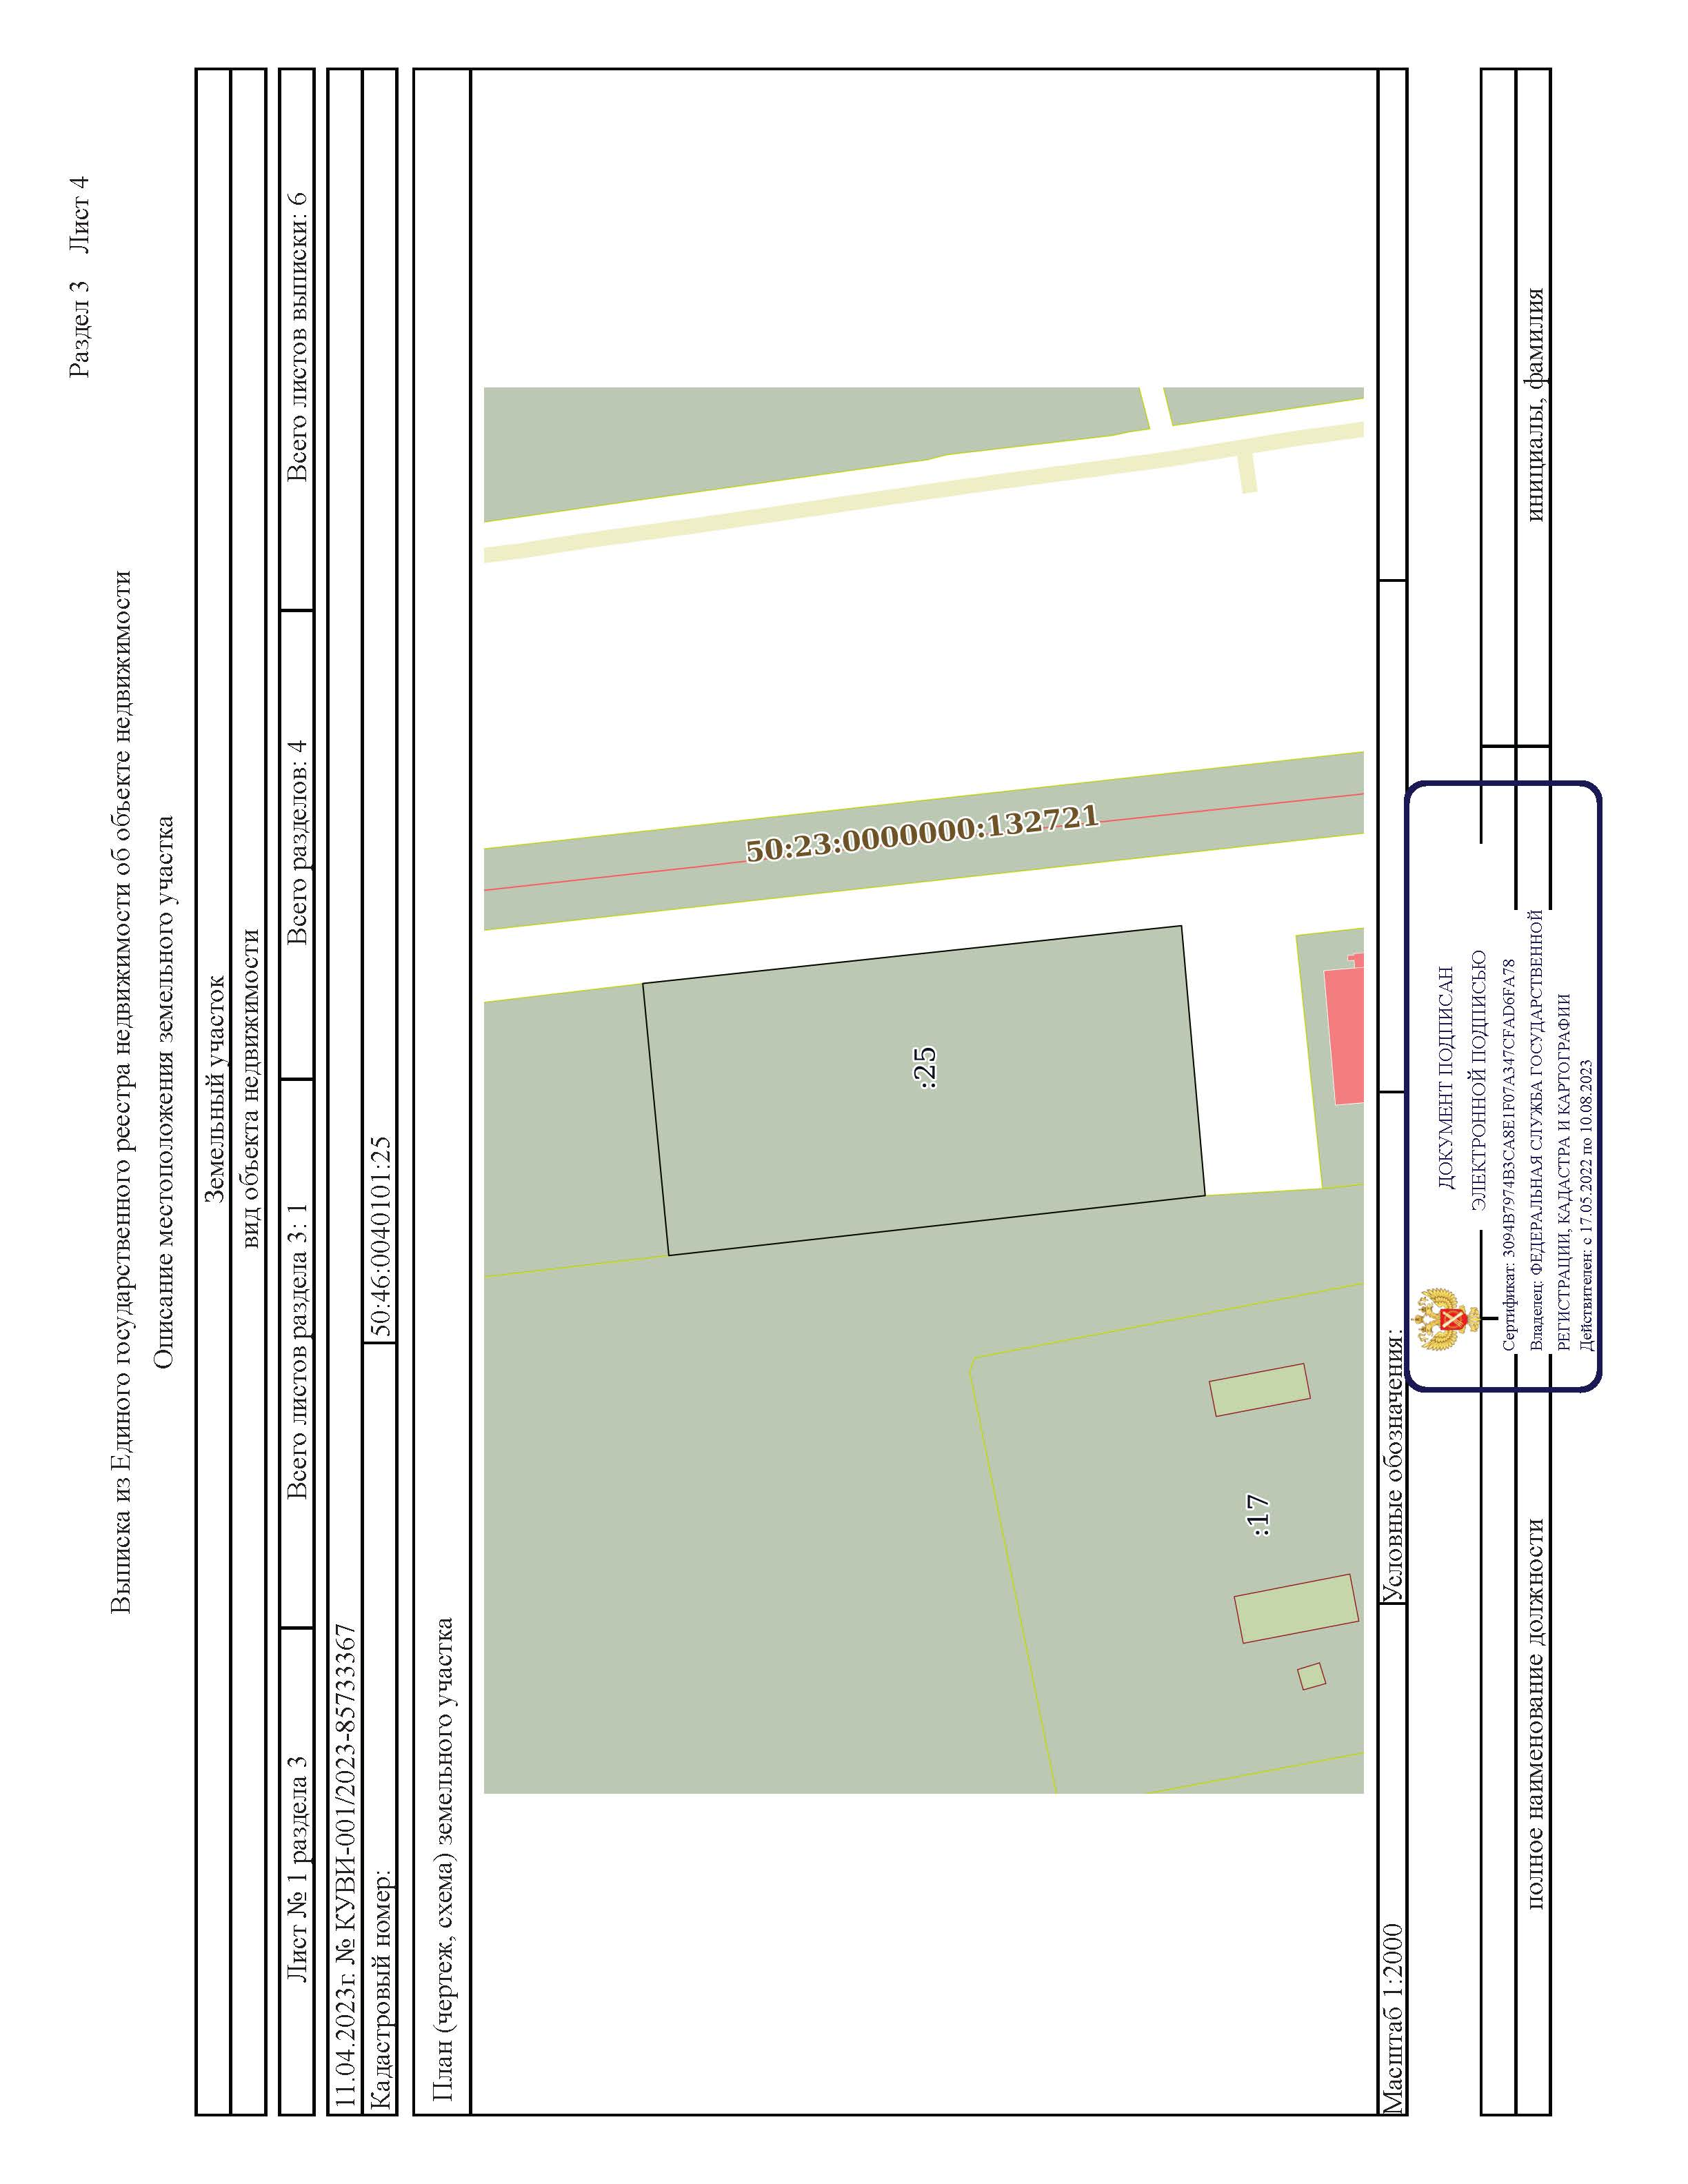 Раздел 3 Лист 4
Выписка из Единого государственного реестра недвижимости об объекте недвижимости
Описание местоположения земельного участка
Земельный участок
вид объекта недвижимости
Лист № 1 раздела 3 Всего листов раздела 3: 1 Всего разделов: 4 Всего листов выписки: 6
11.04.2023г. № КУВИ-001/2023-85733367
Кадастровый номер: 50:46:0040101:25
План (чертеж, схема) земельного участка
50:23:0000000:132721
:25
:17
Масштаб 1:2000 Условные обозначения:
ДОКУМЕНТ ПОДПИСАН
ЭЛЕКТРОННОЙ ПОДПИСЬЮ
Сертификат: 3094B7974B3CA8E1F07A347CFAD6FA78
Владелец: ФЕДЕРАЛЬНАЯ СЛУЖБА ГОСУДАРСТВЕННОЙ
РЕГИСТРАЦИИ, КАДАСТРА И КАРТОГРАФИИ
Действителен: с 17.05.2022 по 10.08.2023
полное наименование должности инициалы, фамилия